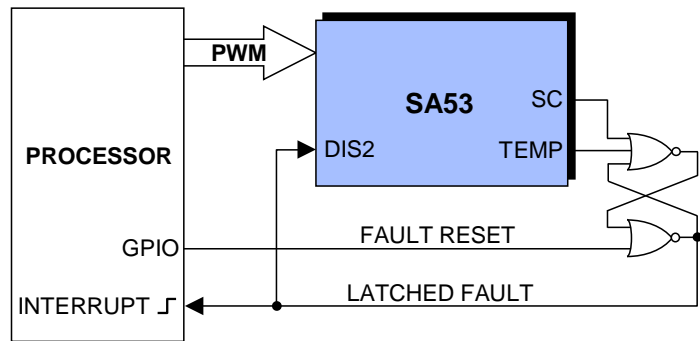 PWM
SA53
SC
PROCESSOR
DIS2
TEMP
GPIO
FAULT RESET
INTERRUPT
LATCHED FAULT